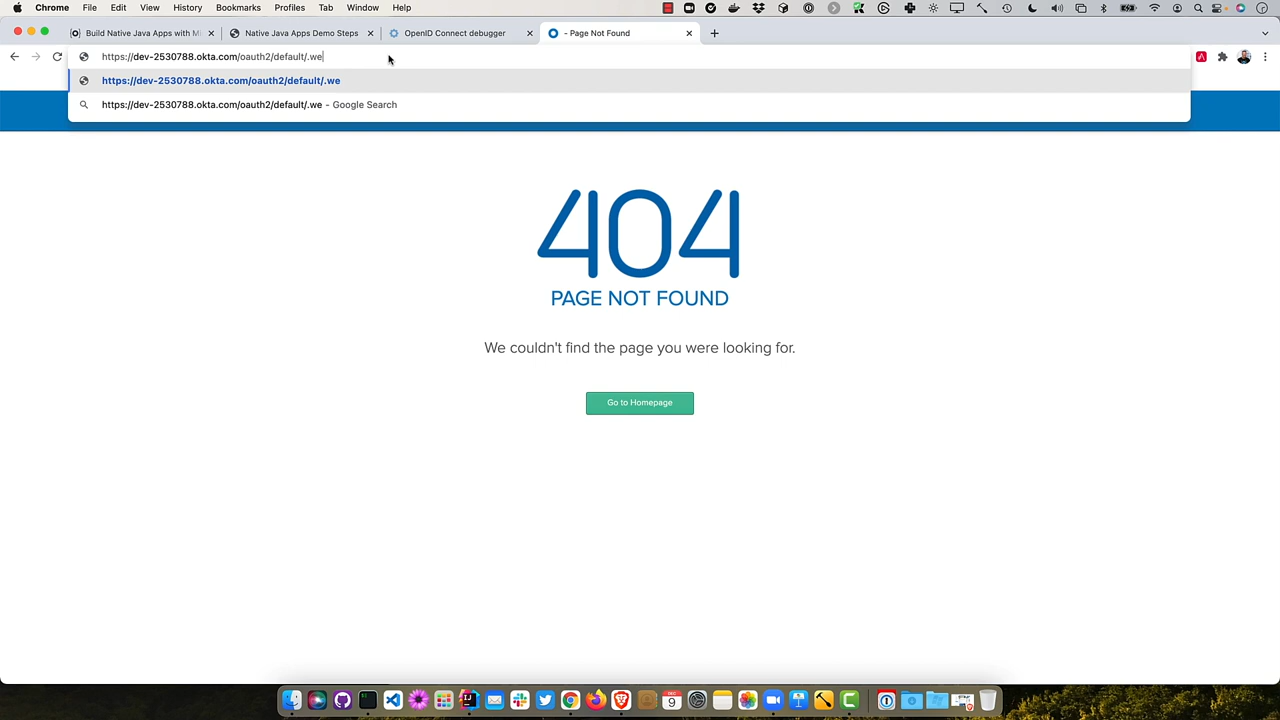 Chrome File Edit View History Bookmarks Profiles Tab Window Help
Build Native Java Apps with Mi
Native Java Apps Demo Steps
OpenID Connect debugger
- Page Not Found
https://dev-2530788.okta.com/oauth2/default/.we
https://dev-2530788.okta.com/oauth2/default/.we
https://dev-2530788.okta.com/oauth2/default/.we - Google Search
404
PAGE NOT FOUND
We couldn't find the page you were looking for.
Go to Homepage
9